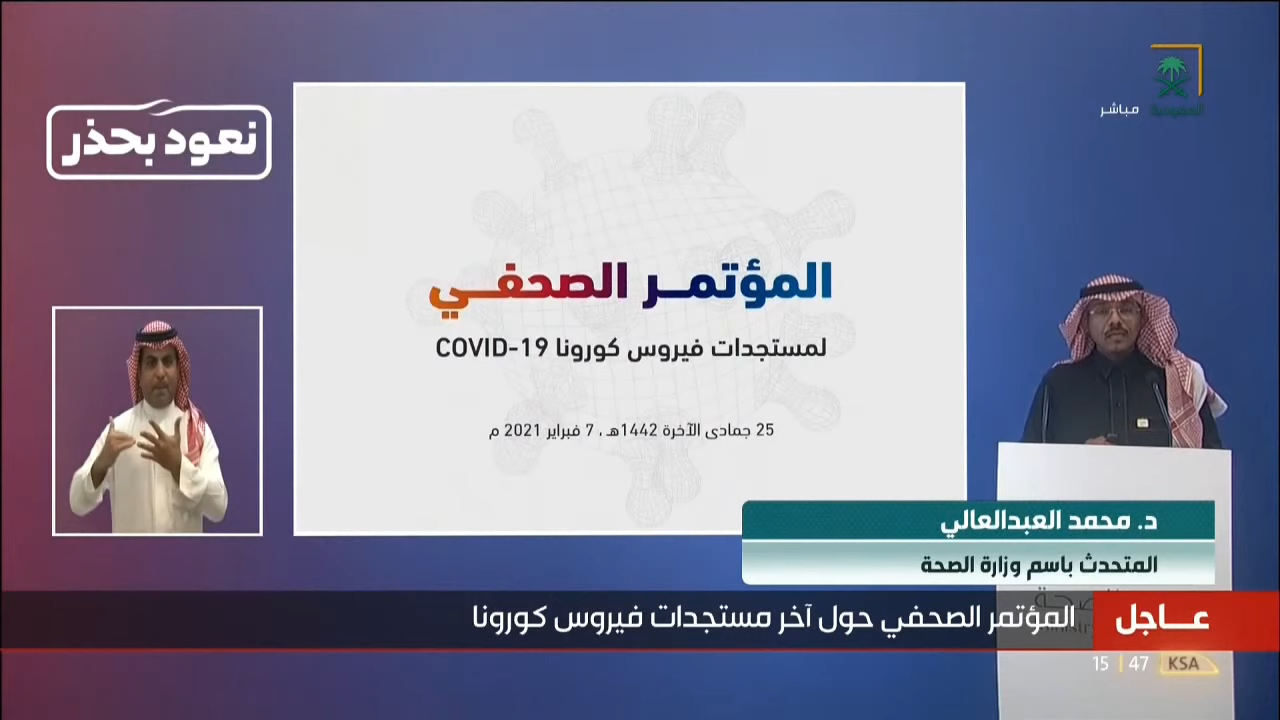 السعودية
مباشر
نعود بحذر
المؤتمر الصحفي
لمستجدات فيروس كورونا COVID-19
25 جمادى الآخرة 1442هـ ، 7 فبراير 2021 م
د. محمد العبدالعالي
المتحدث باسم وزارة الصحة
عاجل
المؤتمر الصحفي حول آخر مستجدات فيروس كورونا
15 47 KSA